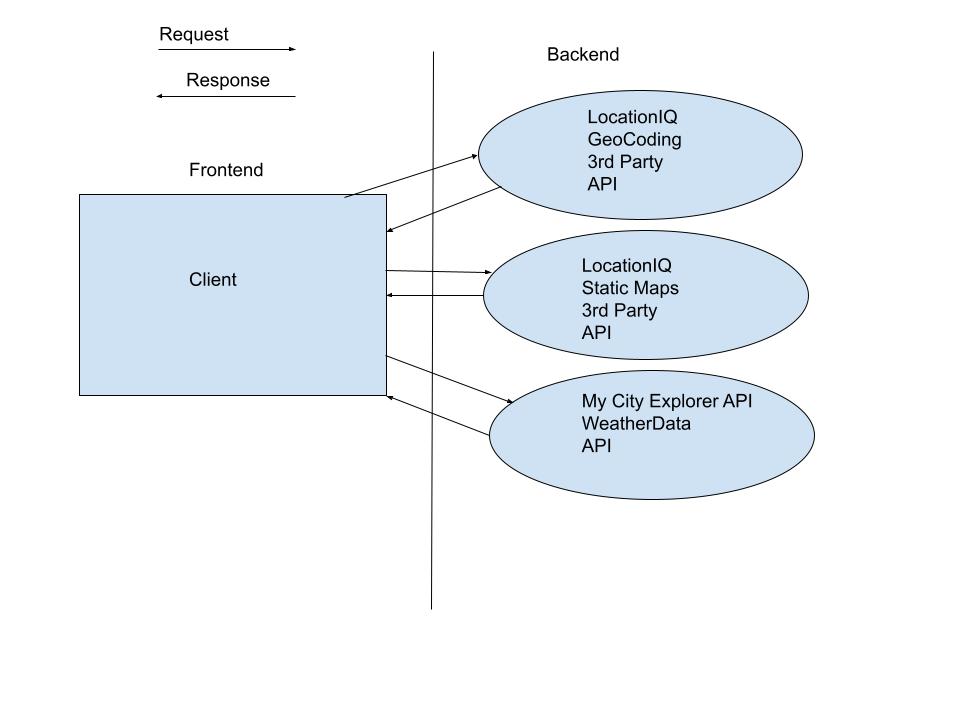 Request
Response
Backend
Frontend
Client
LocationIQ
GeoCoding
3rd Party
API
LocationIQ
Static Maps
3rd Party
API
My City Explorer API
WeatherData
API